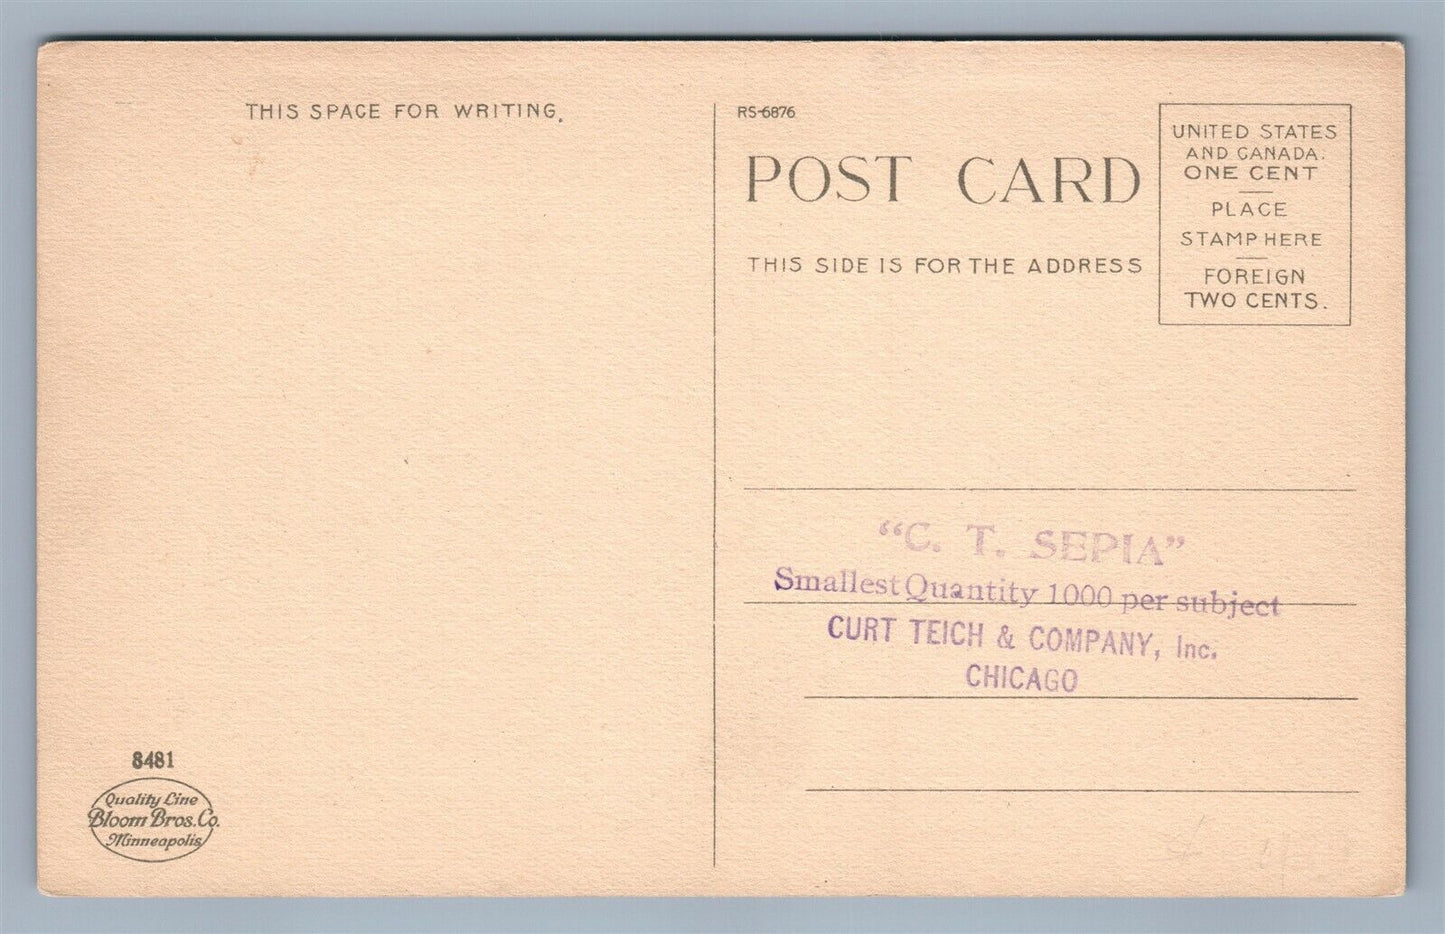 THIS SPACE FOR WRITING.
RS-6876
POST CARD
THIS SIDE IS FOR THE ADDRESS
UNITED STATES
AND CANADA.
ONE CENT
PLACE
STAMP HERE
FOREIGN
TWO CENTS.
"C. T. SEPIA"
Smallest Quantity 1000 per subject
CURT TEICH & COMPANY, Inc.
CHICAGO
8481
Quality Line
Bloom Bros. Co.
Minneapolis